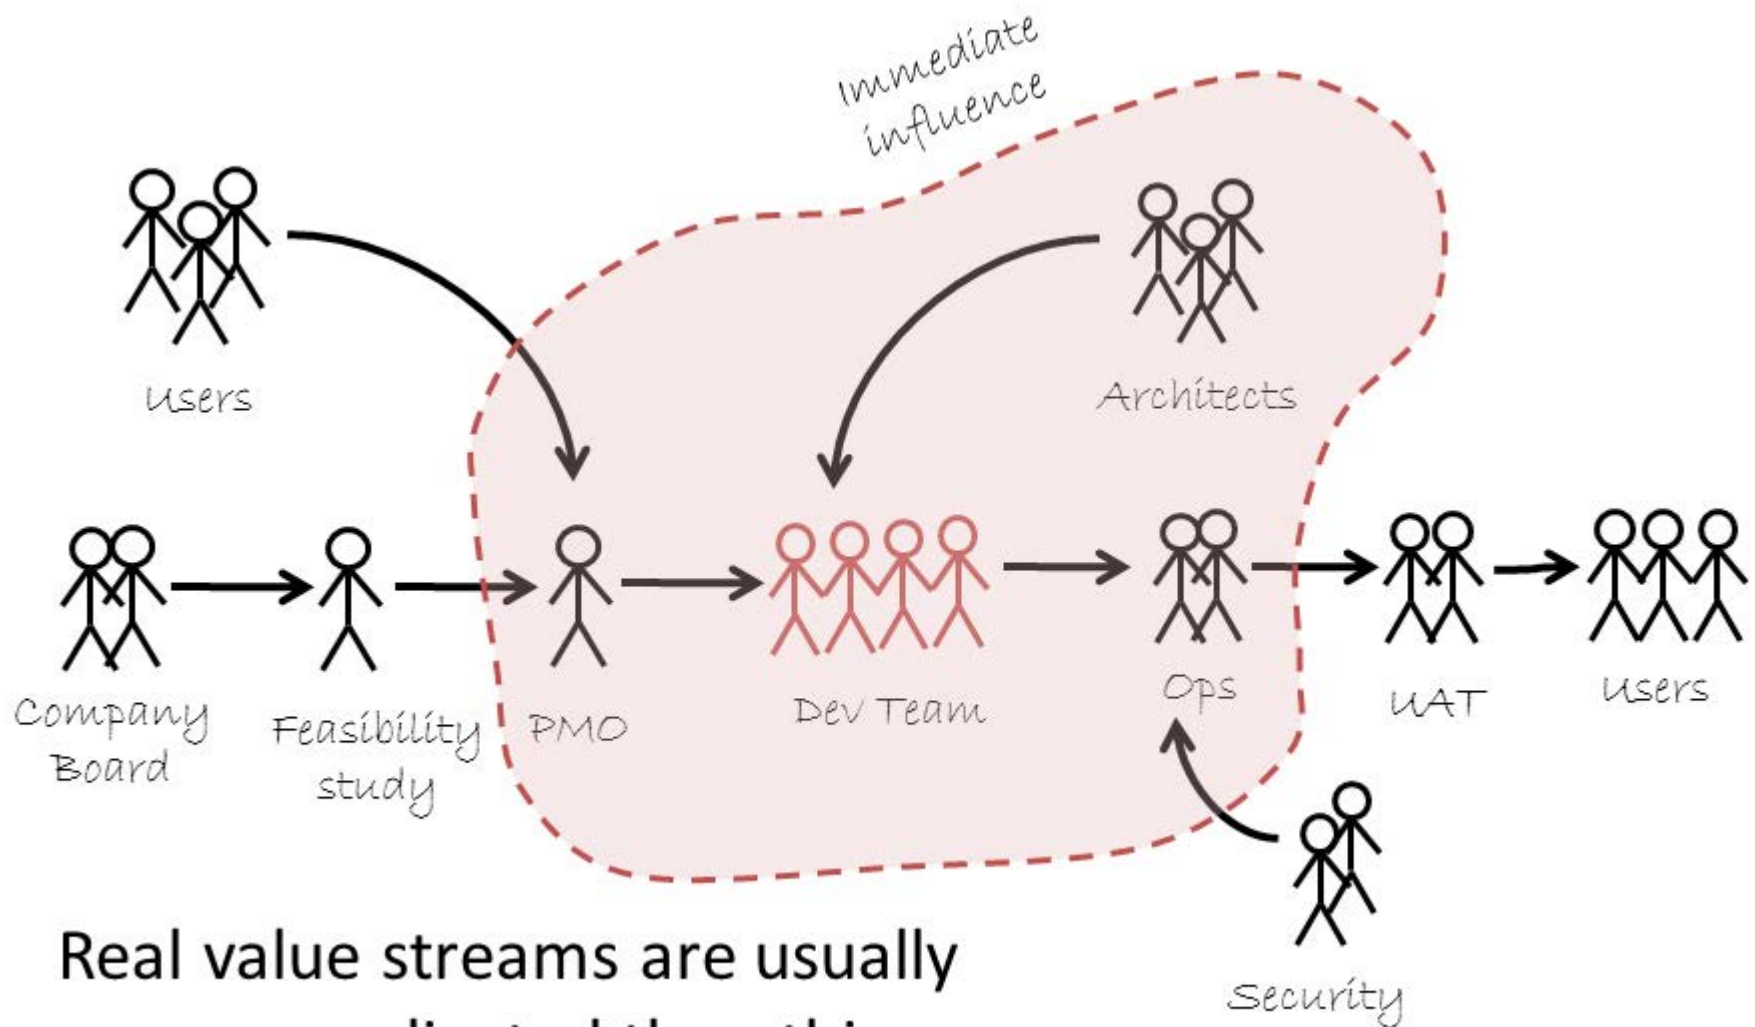 Immediate
influence
Users
Architects
Company
Board
Feasibility
study
PMO
Dev Team
Ops
UAT
Users
Security
Real value streams are usually